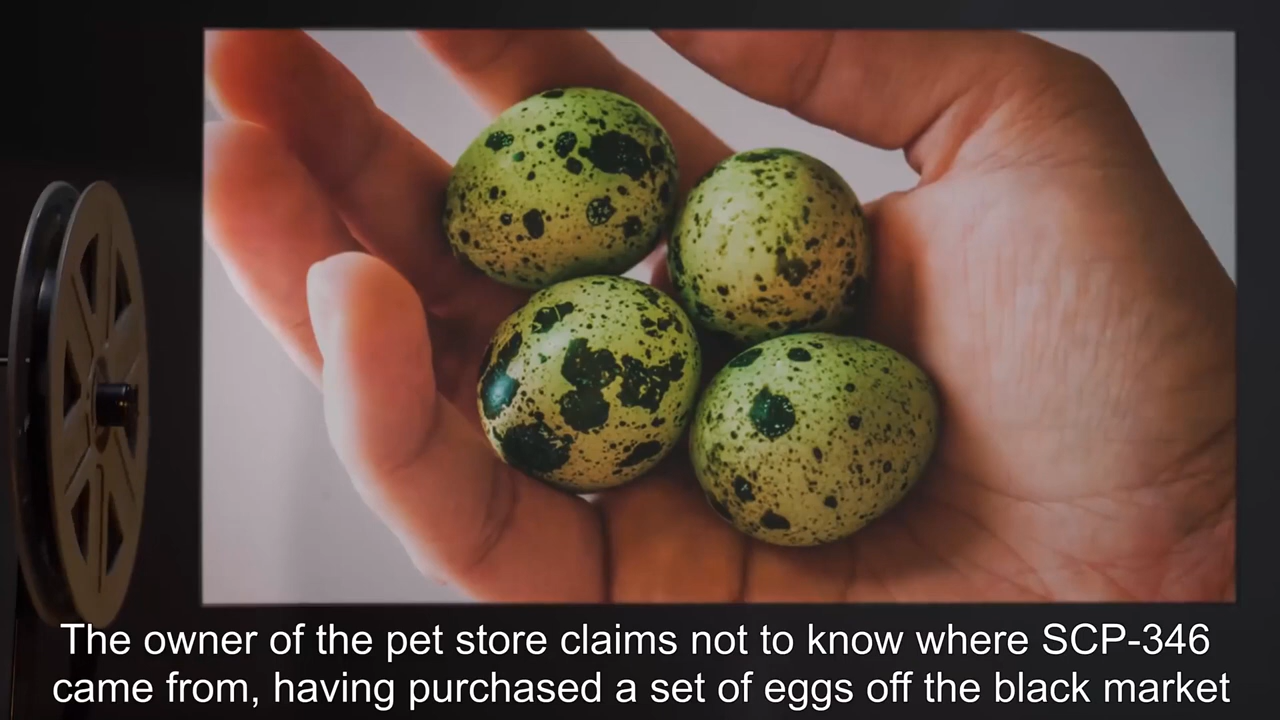 The owner of the pet store claims not to know where SCP-346
came from, having purchased a set of eggs off the black market